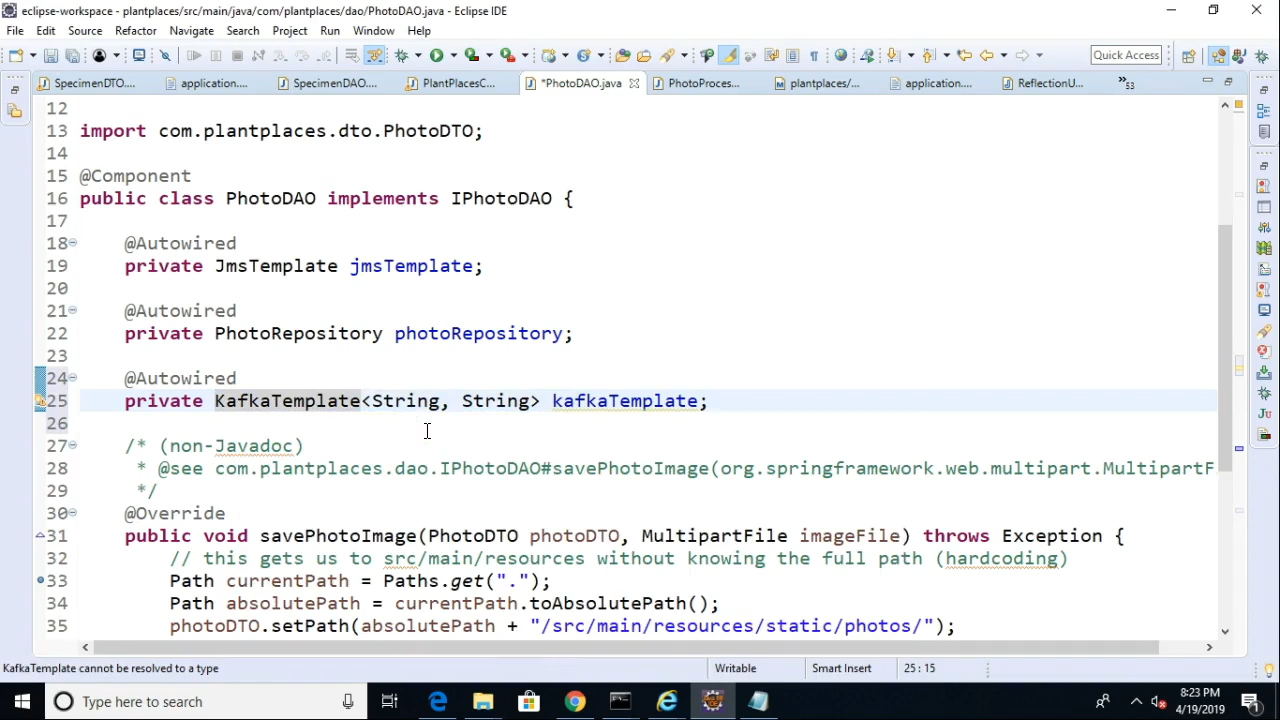 eclipse-workspace - plantplaces/src/main/java/com/plantplaces/dao/PhotoDAO.java - Eclipse IDE
File Edit Source Refactor Navigate Search Project Run Window Help
Quick Access
SpecimenDTO.... application.... SpecimenDAO.... PlantPlacesC... *PhotoDAO.java PhotoProces... plantplaces/... application.... ReflectionU... »53
12
13 import com.plantplaces.dto.PhotoDTO;
14
15 @Component
16 public class PhotoDAO implements IPhotoDAO {
17
18 @Autowired
19 private JmsTemplate jmsTemplate;
20
21 @Autowired
22 private PhotoRepository photoRepository;
23
24 @Autowired
25 private KafkaTemplate<String, String> kafkaTemplate;
26
27 /* (non-Javadoc)
28 * @see com.plantplaces.dao.IPhotoDAO#savePhotoImage(org.springframework.web.multipart.MultipartF
29 */
30 @Override
31 public void savePhotoImage(PhotoDTO photoDTO, MultipartFile imageFile) throws Exception {
32 // this gets us to src/main/resources without knowing the full path (hardcoding)
33 Path currentPath = Paths.get(".");
34 Path absolutePath = currentPath.toAbsolutePath();
35 photoDTO.setPath(absolutePath + "/src/main/resources/static/photos/");
KafkaTemplate cannot be resolved to a type Writable Smart Insert 25 : 15
Type here to search
8:23 PM
4/19/2019